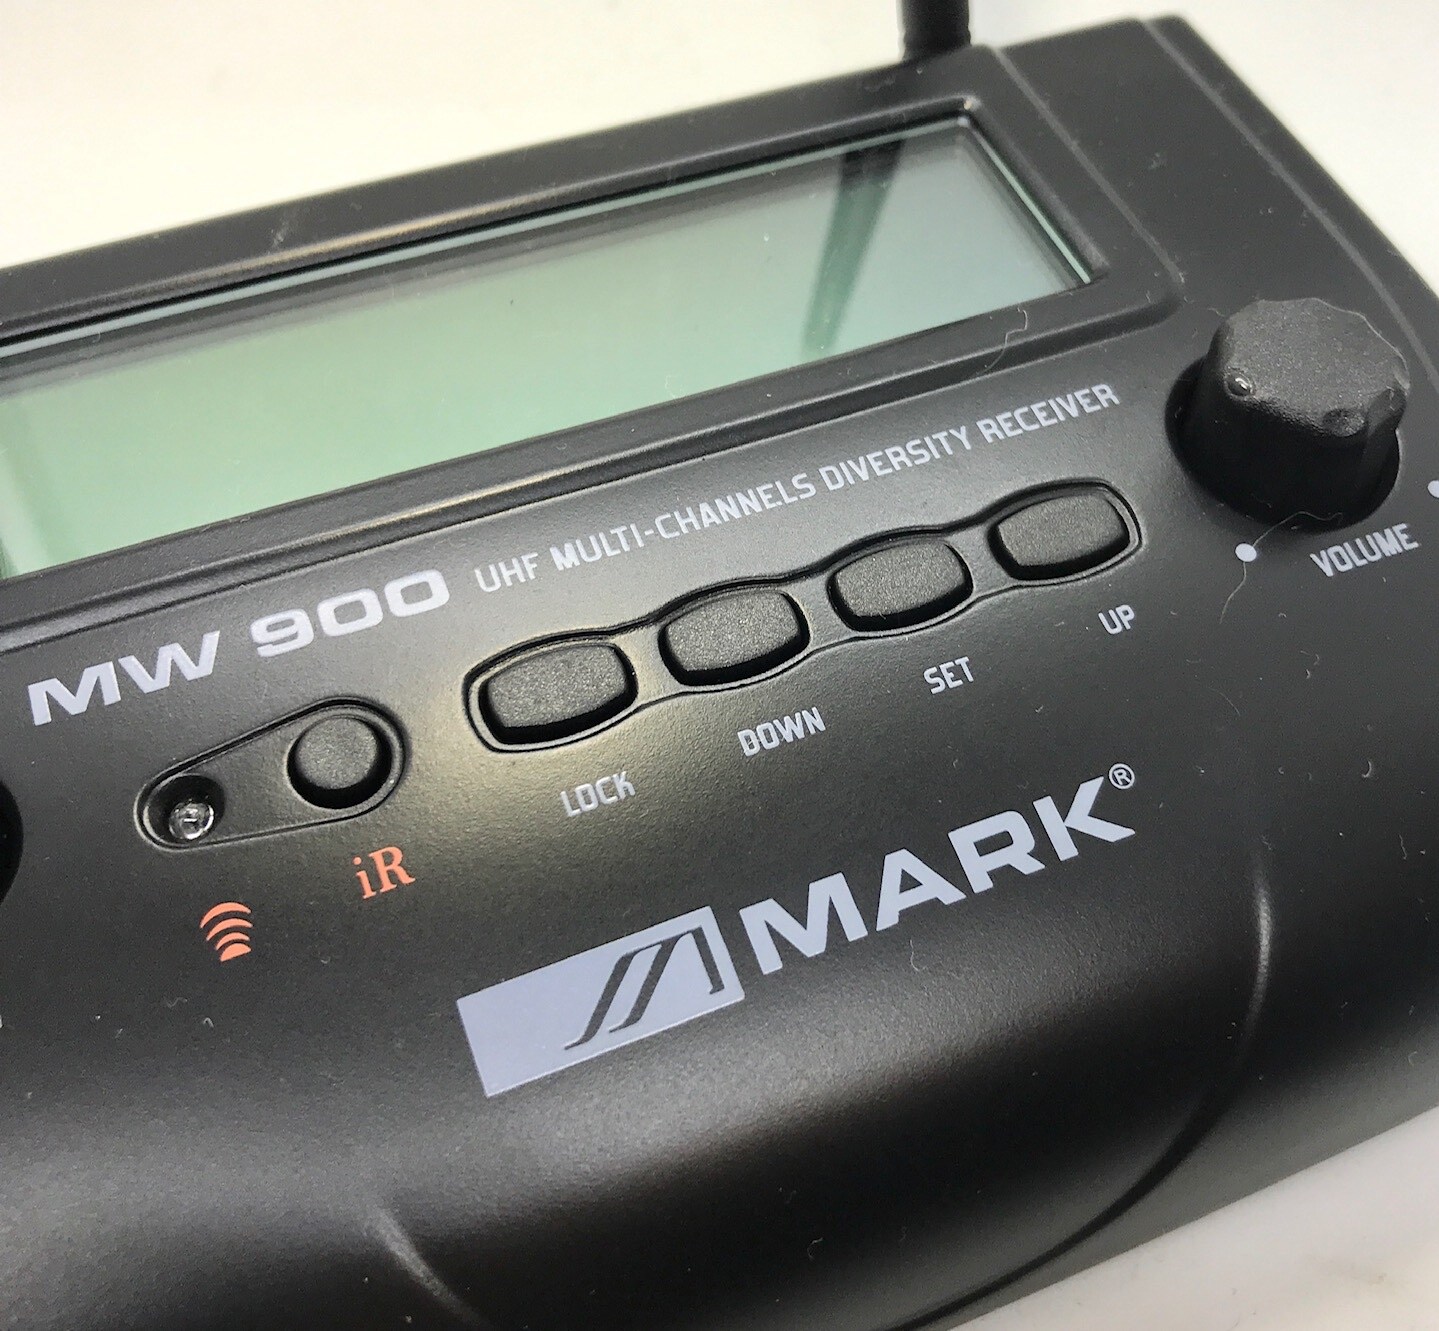 MW 900 UHF MULTI-CHANNELS DIVERSITY RECEIVER
LOCK DOWN SET UP VOLUME
iR
MARK®